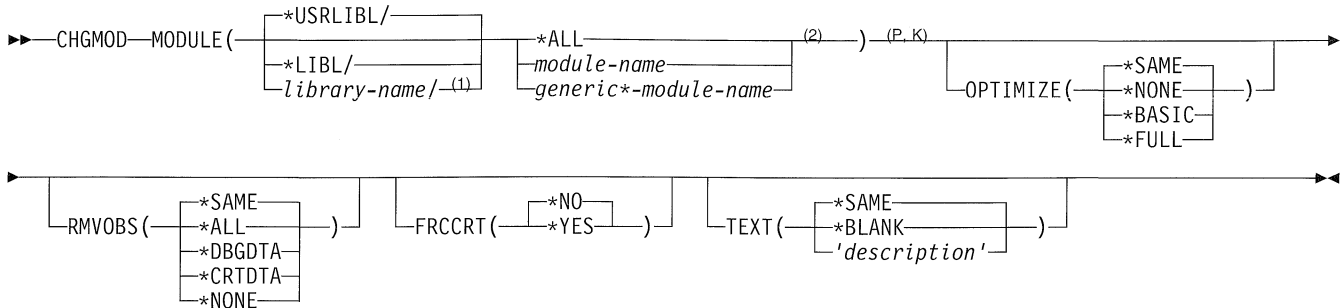 *USRLIBL/
CHGMOD MODULE( *ALL (2) ) (P, K)
*LIBL/ module-name *SAME
library-name/ (1) generic*-module-name OPTIMIZE( *NONE )
*BASIC
*FULL
*SAME *NO *SAME
RMVOBS( *ALL ) FRCCRT( *YES ) TEXT( *BLANK )
*DBGDTA 'description'
*CRTDTA
*NONE